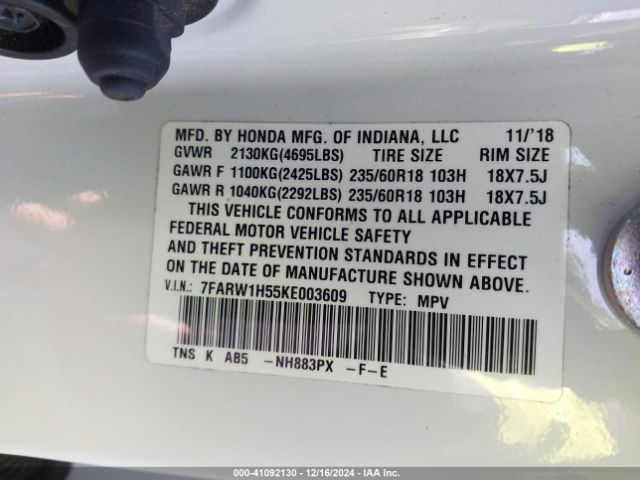 MFD. BY HONDA MFG. OF INDIANA, LLC 11/'18
GVWR 2130KG(4695LBS) TIRE SIZE RIM SIZE
GAWR F 1100KG(2425LBS) 235/60R18 103H 18X7.5J
GAWR R 1040KG(2292LBS) 235/60R18 103H 18X7.5J
THIS VEHICLE CONFORMS TO ALL APPLICABLE
FEDERAL MOTOR VEHICLE SAFETY
AND THEFT PREVENTION STANDARDS IN EFFECT
ON THE DATE OF MANUFACTURE SHOWN ABOVE.
V.I.N.: 7FARW1H55KE003609 TYPE: MPV
TNS K AB5 -NH883PX -F-E
000-41092130 - 12/16/2024 - IAA Inc.